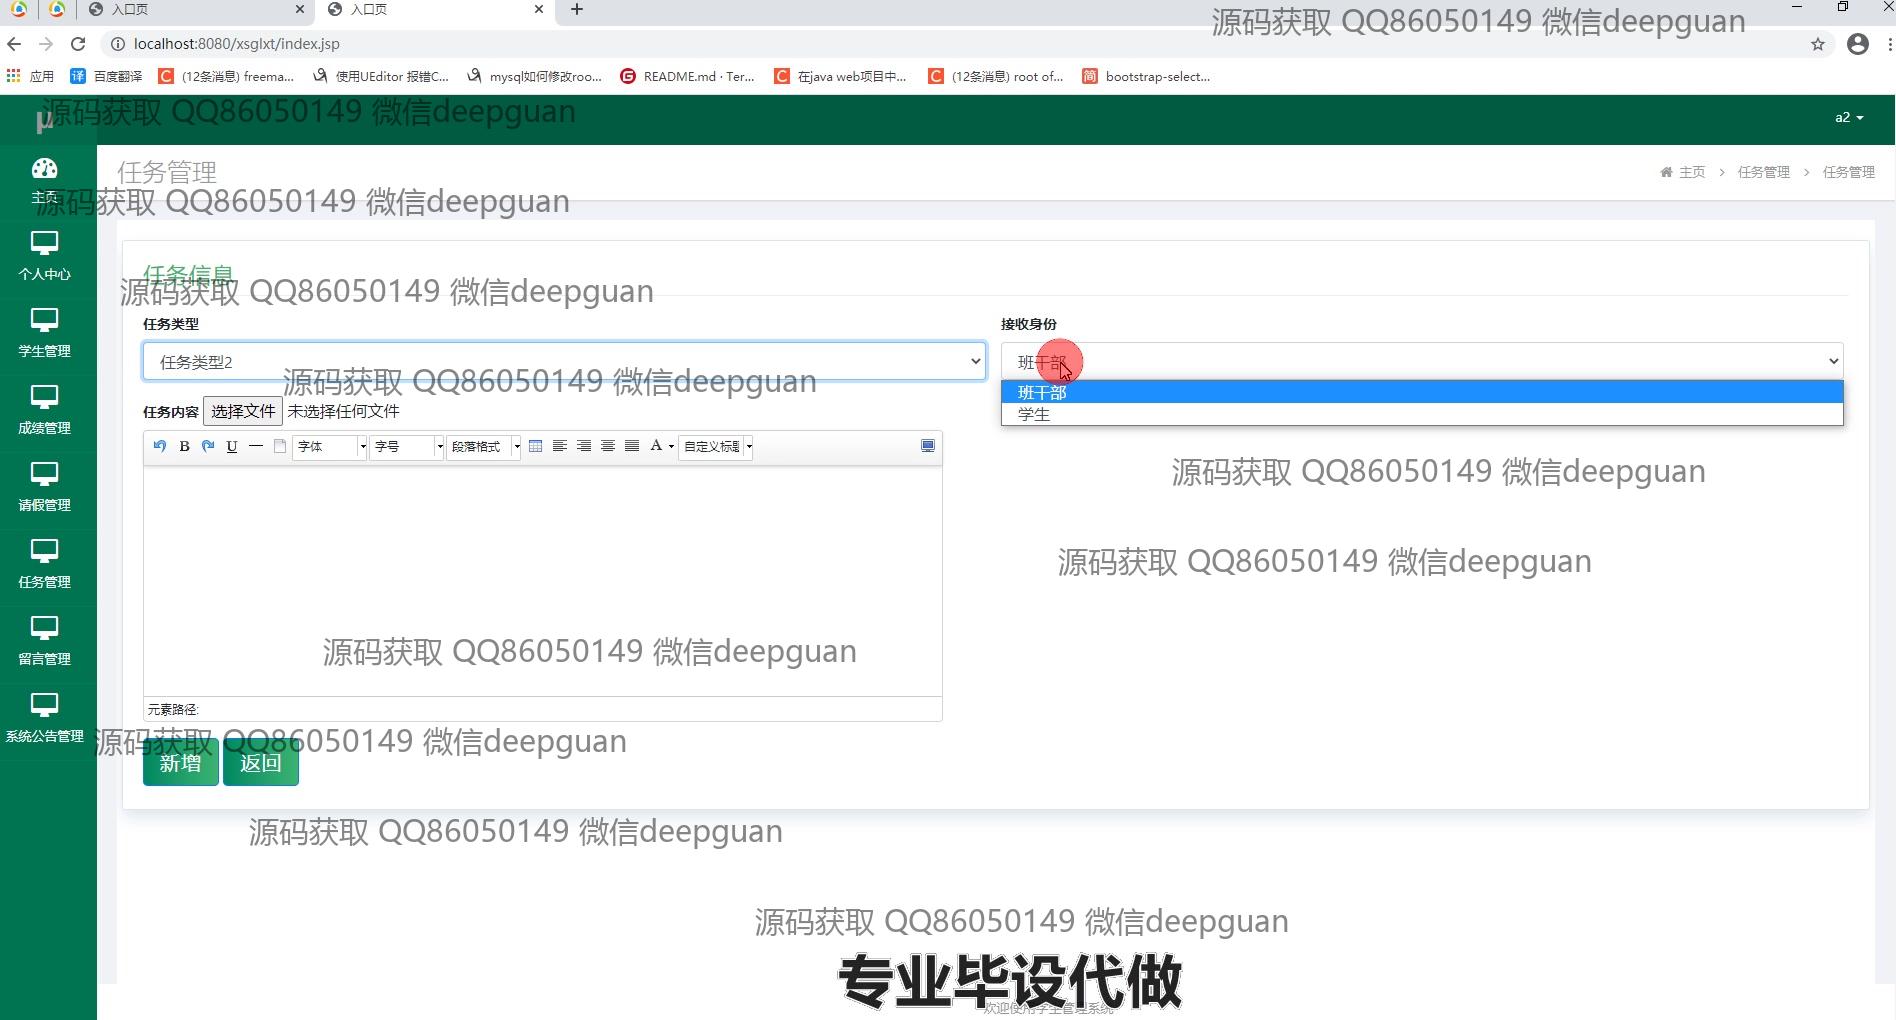 入口页
入口页
源码获取 QQ86050149 微信deepguan
localhost:8080/xsglxt/index.jsp
应用
百度翻译
(12条消息) freema...
使用UEditor 报错C...
mysql如何修改roo...
README.md · Ter...
在java web项目中...
(12条消息) root of...
bootstrap-select...
μ
源码获取 QQ86050149 微信deepguan
a2
主页
任务管理
主页
任务管理
任务管理
源码获取 QQ86050149 微信deepguan
个人中心
任务信息
源码获取 QQ86050149 微信deepguan
任务类型
接收身份
学生管理
任务类型2
班干部
源码获取 QQ86050149 微信deepguan
班干部
学生
成绩管理
任务内容 选择文件 未选择任何文件
B
U
字体
字号
段落格式
A
自定义标题
源码获取 QQ86050149 微信deepguan
请假管理
源码获取 QQ86050149 微信deepguan
任务管理
源码获取 QQ86050149 微信deepguan
留言管理
元素路径:
系统公告管理
源码获取 QQ86050149 微信deepguan
新增
返回
源码获取 QQ86050149 微信deepguan
源码获取 QQ86050149 微信deepguan
专业毕设代做
欢迎使用学生管理系统